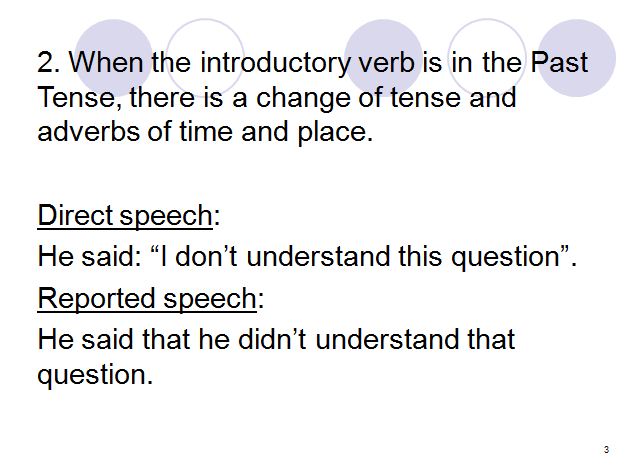 2. When the introductory verb is in the Past
Tense, there is a change of tense and
adverbs of time and place.
Direct speech:
He said: “I don’t understand this question”.
Reported speech:
He said that he didn’t understand that
question.
3